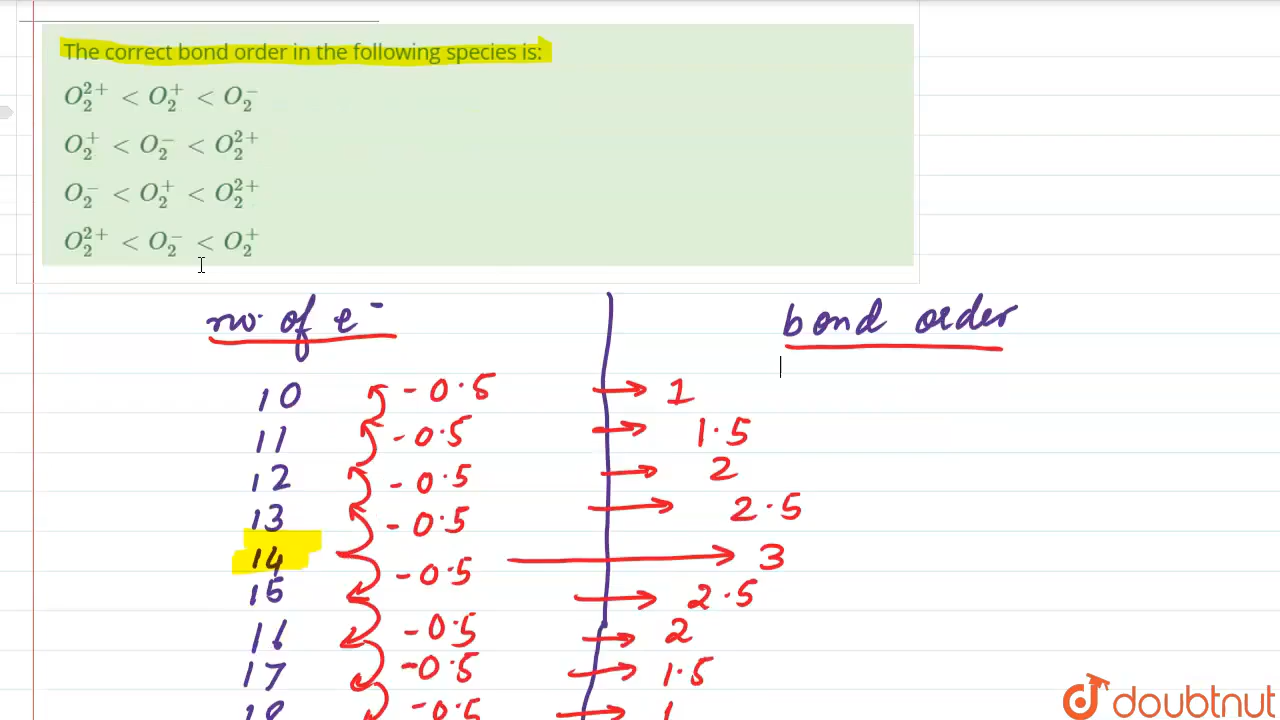 The correct bond order in the following species is:
O₂²⁺ < O₂⁺ < O₂⁻
O₂⁺ < O₂⁻ < O₂²⁺
O₂⁻ < O₂⁺ < O₂²⁺
O₂²⁺ < O₂⁻ < O₂⁺
no. of e⁻ bond order
10 -0.5 → 1
11 -0.5 → 1.5
12 -0.5 → 2
13 -0.5 → 2.5
14 → 3
15 -0.5 → 2.5
16 -0.5 → 2
17 -0.5 → 1.5
18 -0.5 → 1
doubtnut